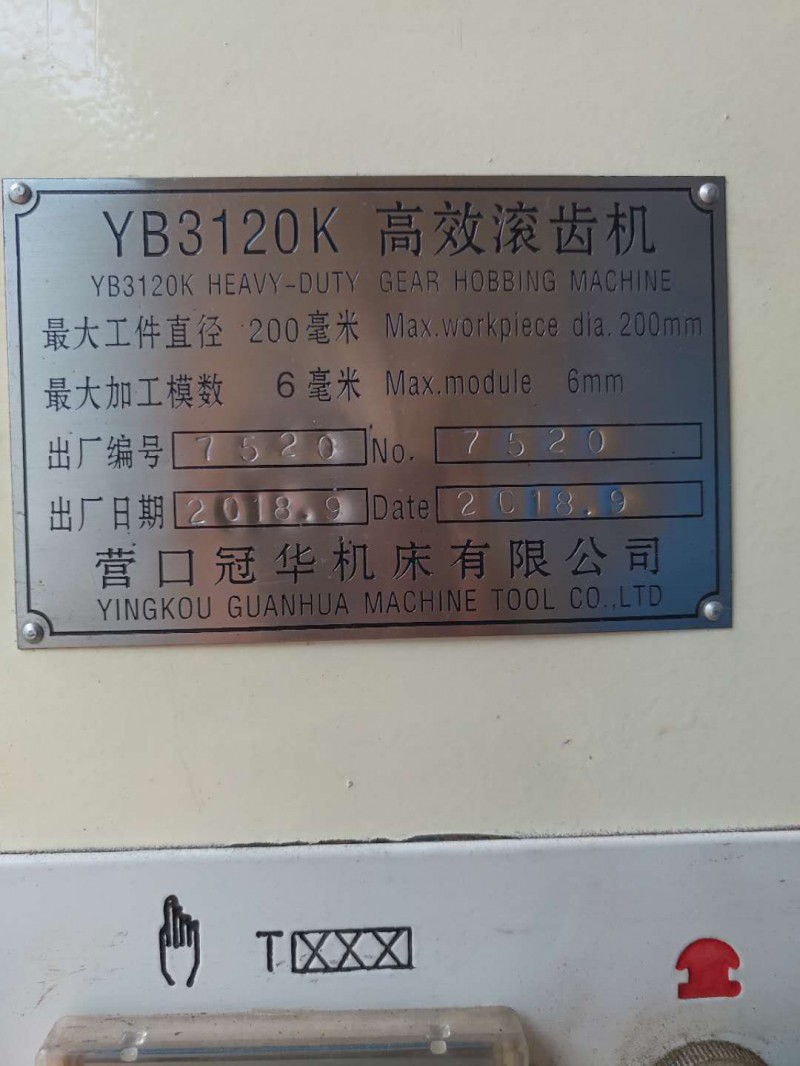 YB3120K 高效滚齿机
YB3120K HEAVY-DUTY GEAR HOBBING MACHINE
最大工件直径 200毫米 Max.workpiece dia. 200mm
最大加工模数 6毫米 Max.module 6mm
出厂编号 7520 No. 7520
出厂日期 2018.9 Date 2018.9
营口冠华机床有限公司
YINGKOU GUANHUA MACHINE TOOL CO.,LTD
TXXX